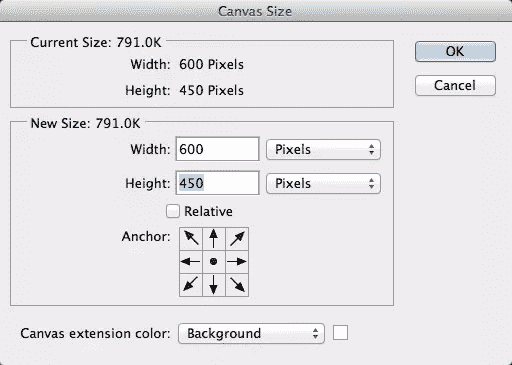 Canvas Size
Current Size: 791.0K
Width: 600 Pixels
Height: 450 Pixels
OK
Cancel
New Size: 791.0K
Width: 600 Pixels
Height: 450 Pixels
Relative
Anchor:
Canvas extension color: Background